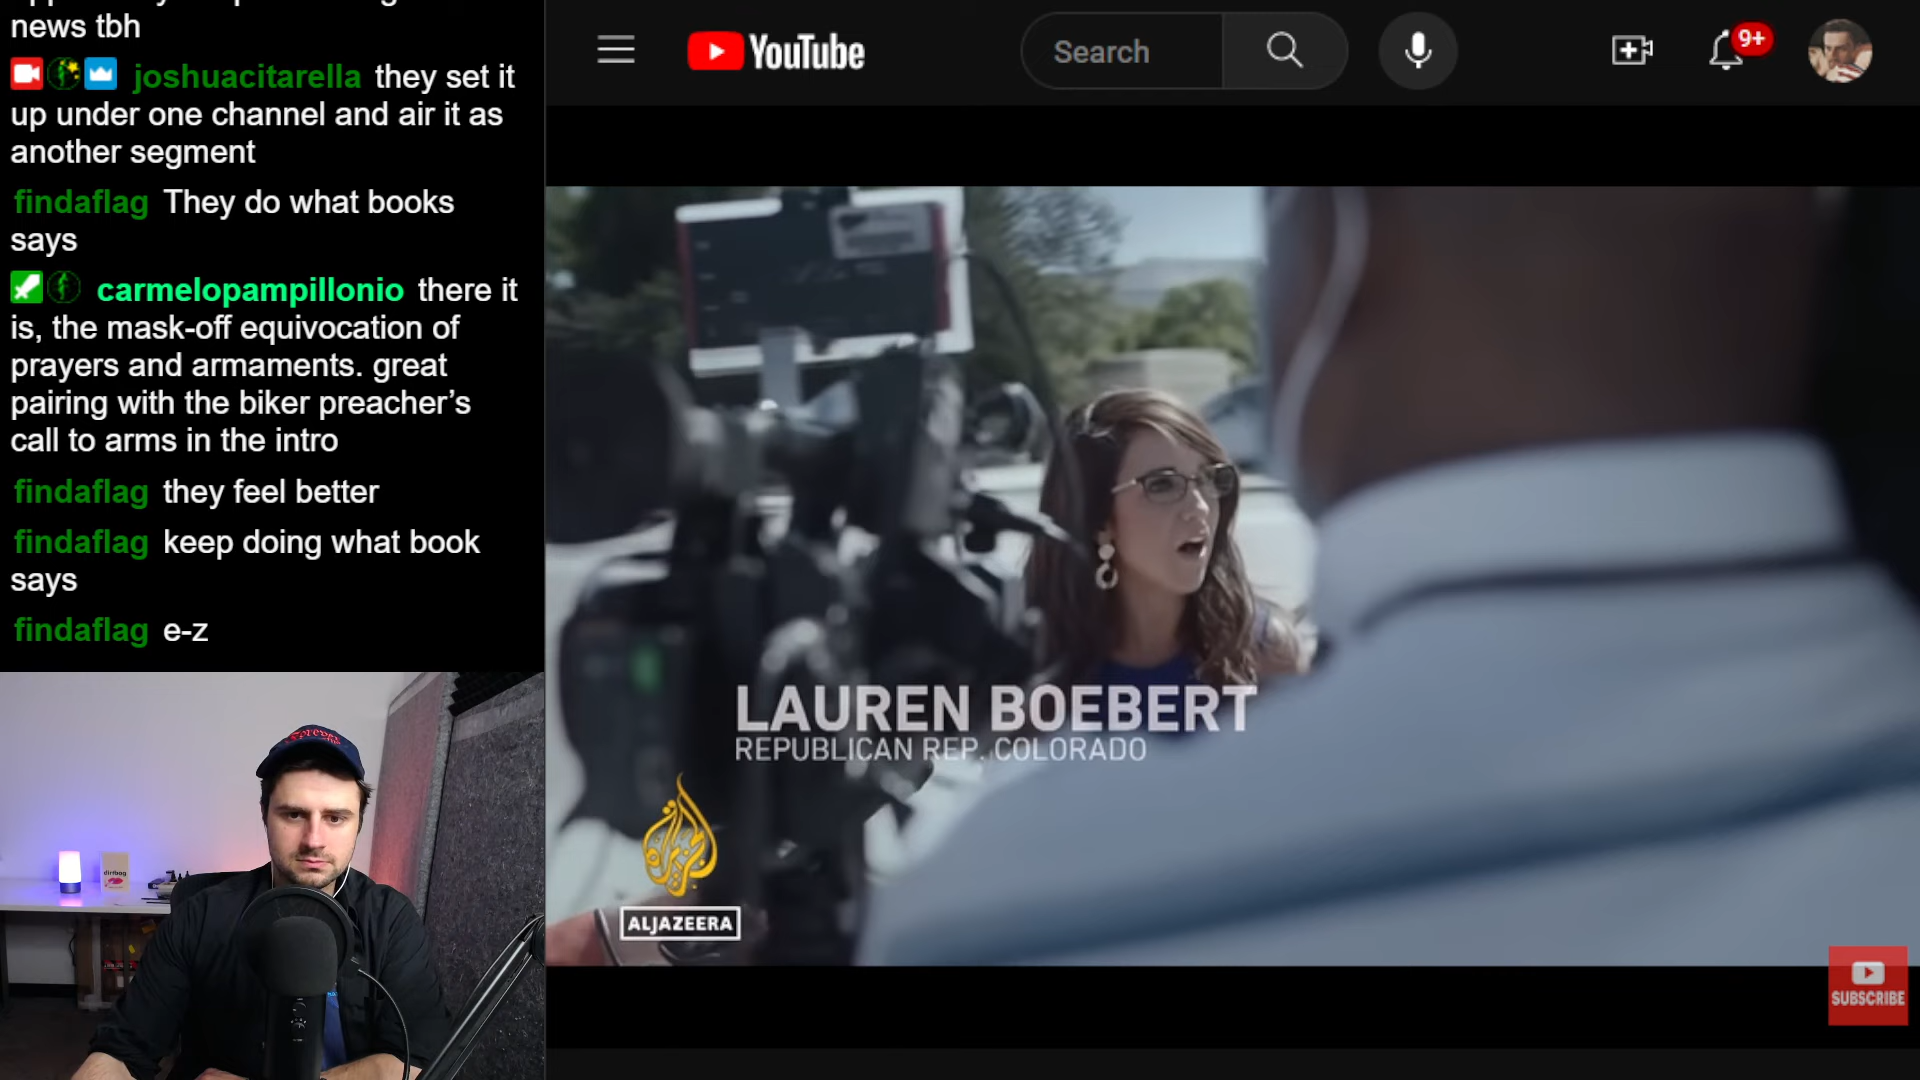 news tbh
joshuacitarella they set it
up under one channel and air it as
another segment
findaflag They do what books
says
carmelopampillonio there it
is, the mask-off equivocation of
prayers and armaments. great
pairing with the biker preacher’s
call to arms in the intro
findaflag they feel better
findaflag keep doing what book
says
findaflag e-z
YouTube
Search
9+
LAUREN BOEBERT
REPUBLICAN REP. COLORADO
ALJAZEERA
SUBSCRIBE
dirtbag